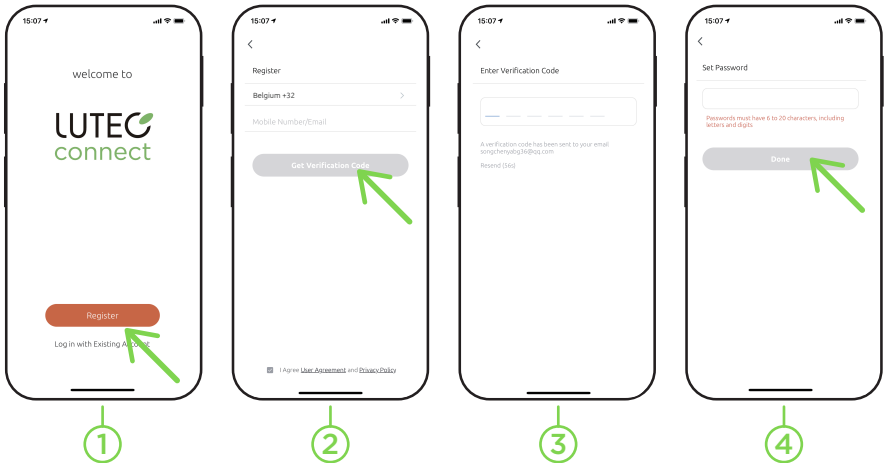 15:07
welcome to
LUTEC
connect
Register
Log in with Existing Account
1
15:07
Register
Belgium +32
Mobile Number/Email
Get Verification Code
I Agree User Agreement and Privacy Policy
2
15:07
Enter Verification Code
A verification code has been sent to your email
songchenyabg36@qq.com
Resend (56s)
3
15:07
Set Password
Passwords must have 6 to 20 characters, including
letters and digits
Done
4